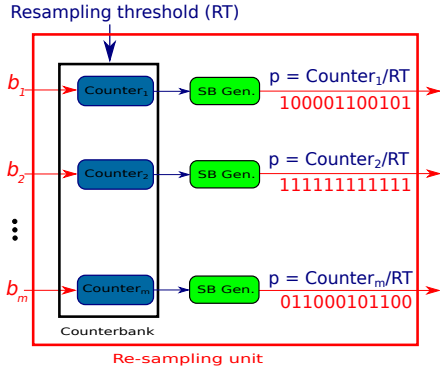 Resampling threshold (RT)
b1 Counter1 SB Gen. p = Counter1/RT
100001100101
b2 Counter2 SB Gen. p = Counter2/RT
111111111111
bm Counterm SB Gen. p = Counterm/RT
011000101100
Counterbank
Re-sampling unit